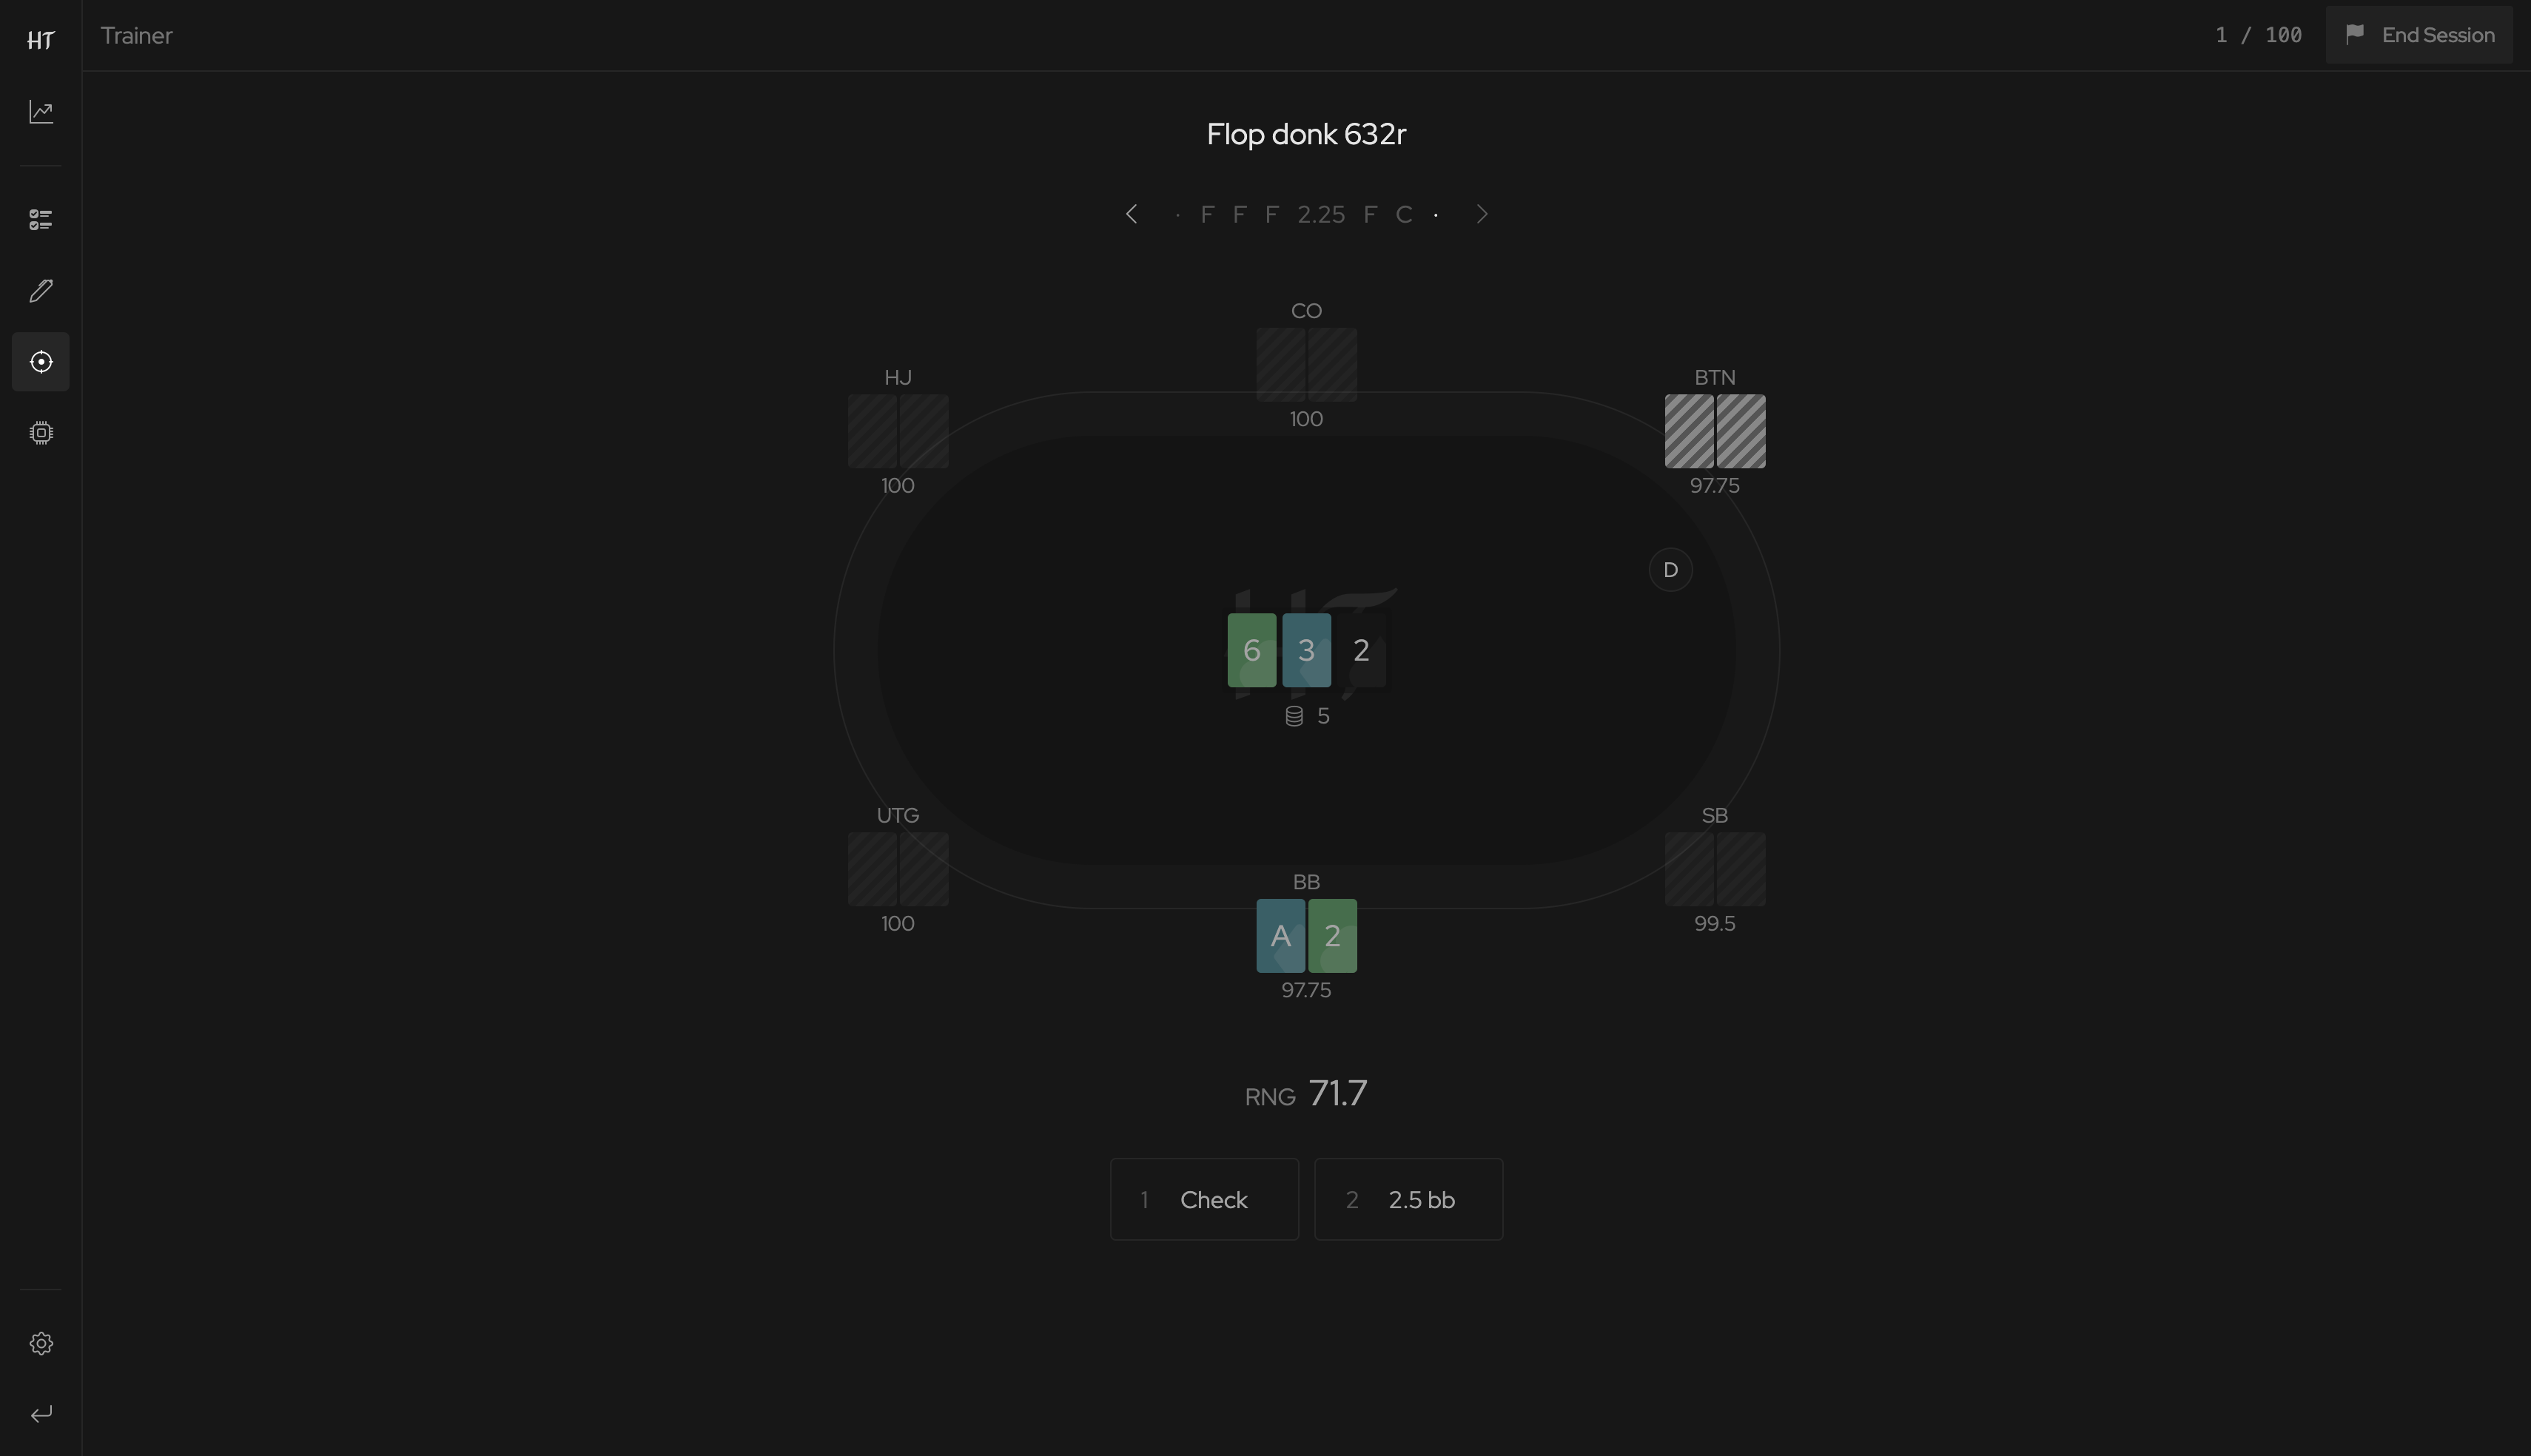 HT Trainer 1 / 100 End Session
Flop donk 632r
· F F F 2.25 F C ·
CO
100
HJ
100
BTN
97.75
D
6 3 2
5
UTG
100
SB
99.5
BB
A 2
97.75
RNG 71.7
1 Check 2 2.5 bb